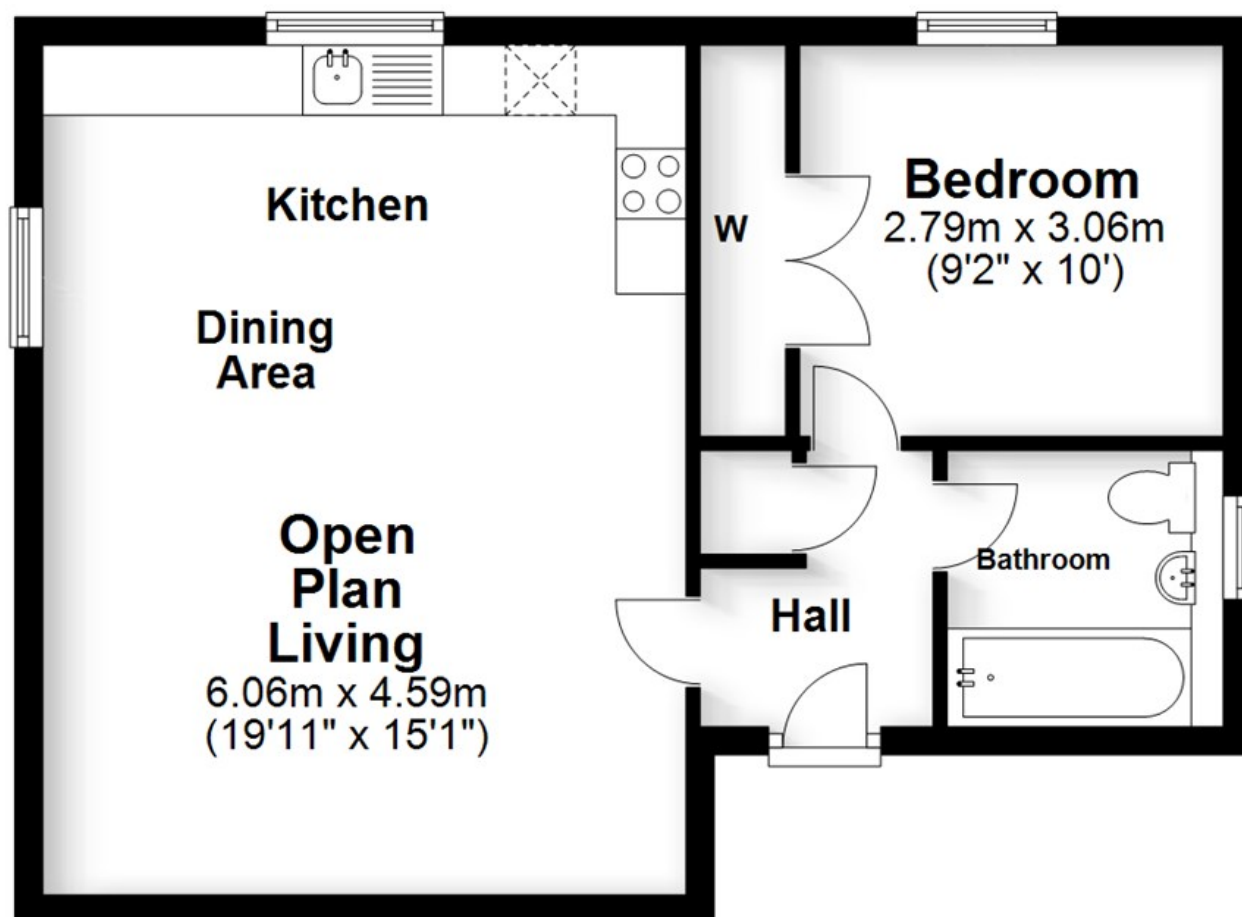 Kitchen
Dining
Area
Open
Plan
Living
6.06m x 4.59m
(19'11" x 15'1")
W
Bedroom
2.79m x 3.06m
(9'2" x 10')
Hall
Bathroom